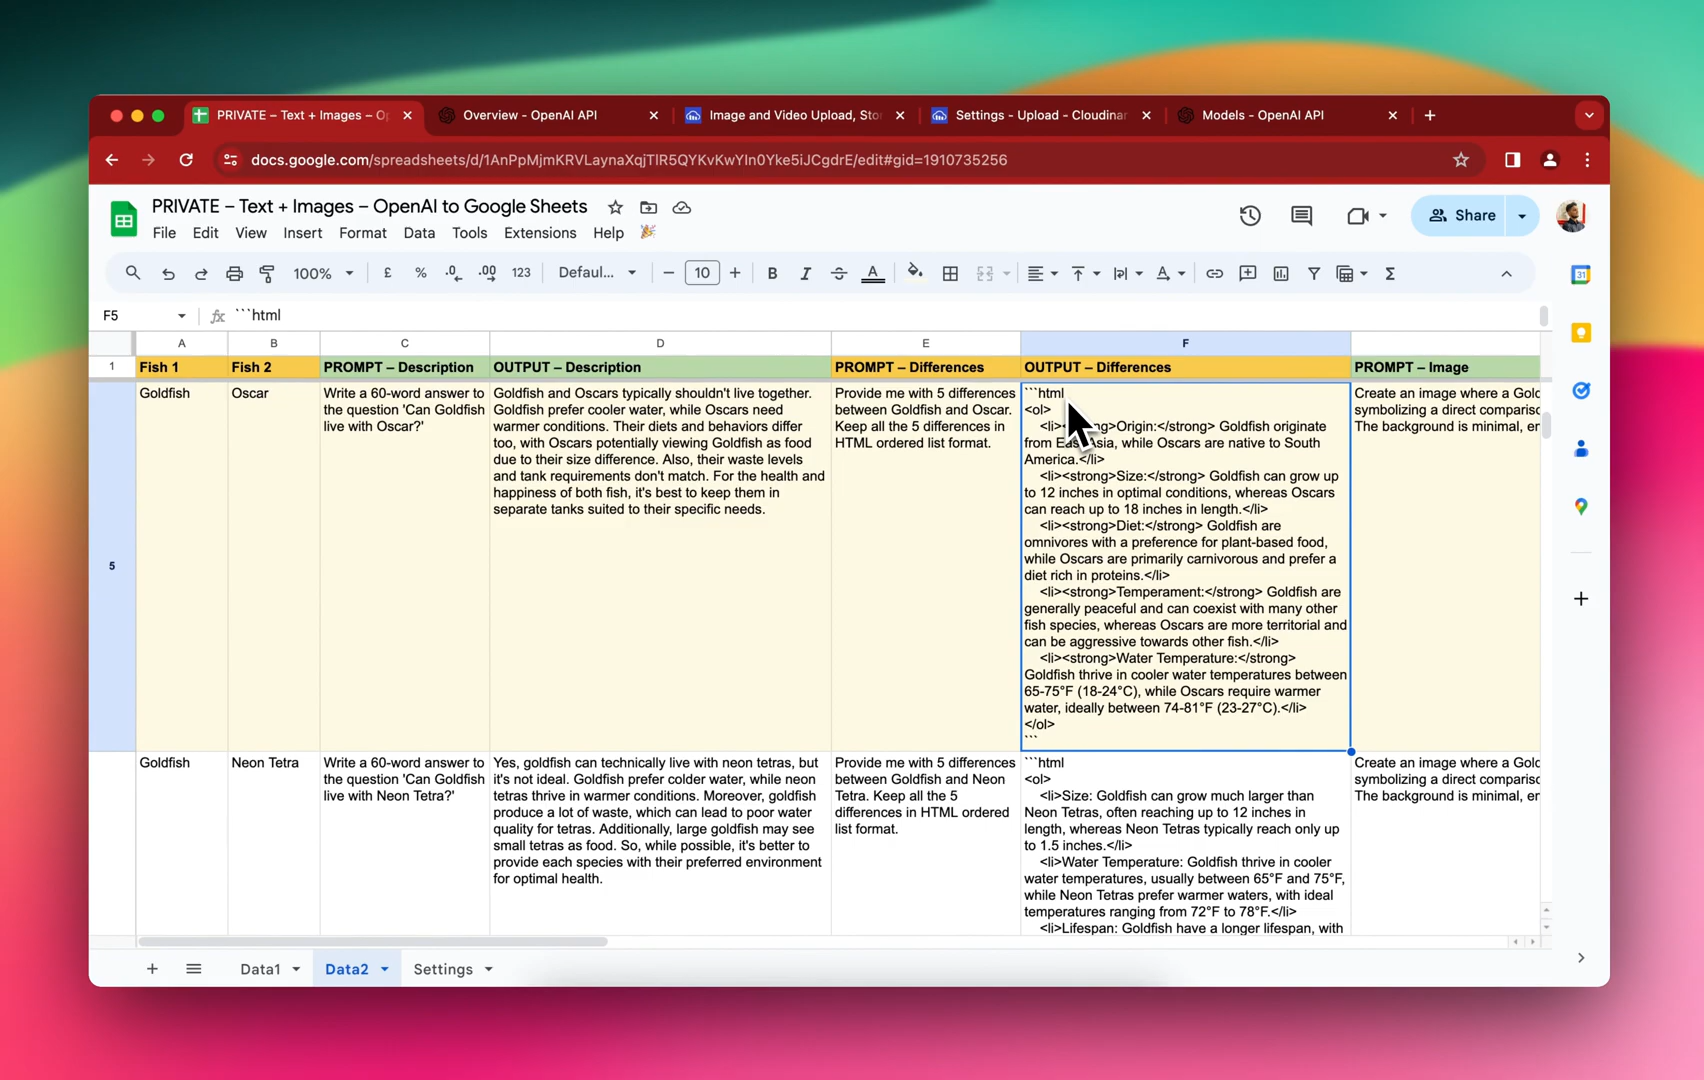 PRIVATE – Text + Images – Op
Overview - OpenAI API
Image and Video Upload, Stor
Settings - Upload - Cloudinar
Models - OpenAI API
docs.google.com/spreadsheets/d/1AnPpMjmKRVLaynaXqjTlR5QYKvKwYIn0Yke5iJCgdrE/edit#gid=1910735256
PRIVATE – Text + Images – OpenAI to Google Sheets
File Edit View Insert Format Data Tools Extensions Help
Share
100% £ % .0 .00 123 Defaul... 10 B I A Σ
31
F5 fx ```html
A B C D E F
1 Fish 1 Fish 2 PROMPT – Description OUTPUT – Description PROMPT – Differences OUTPUT – Differences PROMPT – Image
5
Goldfish
Oscar
Write a 60-word answer to
the question 'Can Goldfish
live with Oscar?'
Goldfish and Oscars typically shouldn't live together.
Goldfish prefer cooler water, while Oscars need
warmer conditions. Their diets and behaviors differ
too, with Oscars potentially viewing Goldfish as food
due to their size difference. Also, their waste levels
and tank requirements don't match. For the health and
happiness of both fish, it's best to keep them in
separate tanks suited to their specific needs.
Provide me with 5 differences
between Goldfish and Oscar.
Keep all the 5 differences in
HTML ordered list format.
```html
<ol>
<li>< ng>Origin:</strong> Goldfish originate
from East Asia, while Oscars are native to South
America.</li>
<li><strong>Size:</strong> Goldfish can grow up
to 12 inches in optimal conditions, whereas Oscars
can reach up to 18 inches in length.</li>
<li><strong>Diet:</strong> Goldfish are
omnivores with a preference for plant-based food,
while Oscars are primarily carnivorous and prefer a
diet rich in proteins.</li>
<li><strong>Temperament:</strong> Goldfish are
generally peaceful and can coexist with many other
fish species, whereas Oscars are more territorial and
can be aggressive towards other fish.</li>
<li><strong>Water Temperature:</strong>
Goldfish thrive in cooler water temperatures between
65-75°F (18-24°C), while Oscars require warmer
water, ideally between 74-81°F (23-27°C).</li>
</ol>
```
Create an image where a Gold
symbolizing a direct comparisc
The background is minimal, en
Goldfish
Neon Tetra
Write a 60-word answer to
the question 'Can Goldfish
live with Neon Tetra?'
Yes, goldfish can technically live with neon tetras, but
it's not ideal. Goldfish prefer colder water, while neon
tetras thrive in warmer conditions. Moreover, goldfish
produce a lot of waste, which can lead to poor water
quality for tetras. Additionally, large goldfish may see
small tetras as food. So, while possible, it's better to
provide each species with their preferred environment
for optimal health.
Provide me with 5 differences
between Goldfish and Neon
Tetra. Keep all the 5
differences in HTML ordered
list format.
```html
<ol>
<li>Size: Goldfish can grow much larger than
Neon Tetras, often reaching up to 12 inches in
length, whereas Neon Tetras typically reach only up
to 1.5 inches.</li>
<li>Water Temperature: Goldfish thrive in cooler
water temperatures, usually between 65°F and 75°F,
while Neon Tetras prefer warmer waters, with ideal
temperatures ranging from 72°F to 78°F.</li>
<li>Lifespan: Goldfish have a longer lifespan, with
Create an image where a Gold
symbolizing a direct comparisc
The background is minimal, en
Data1 Data2 Settings